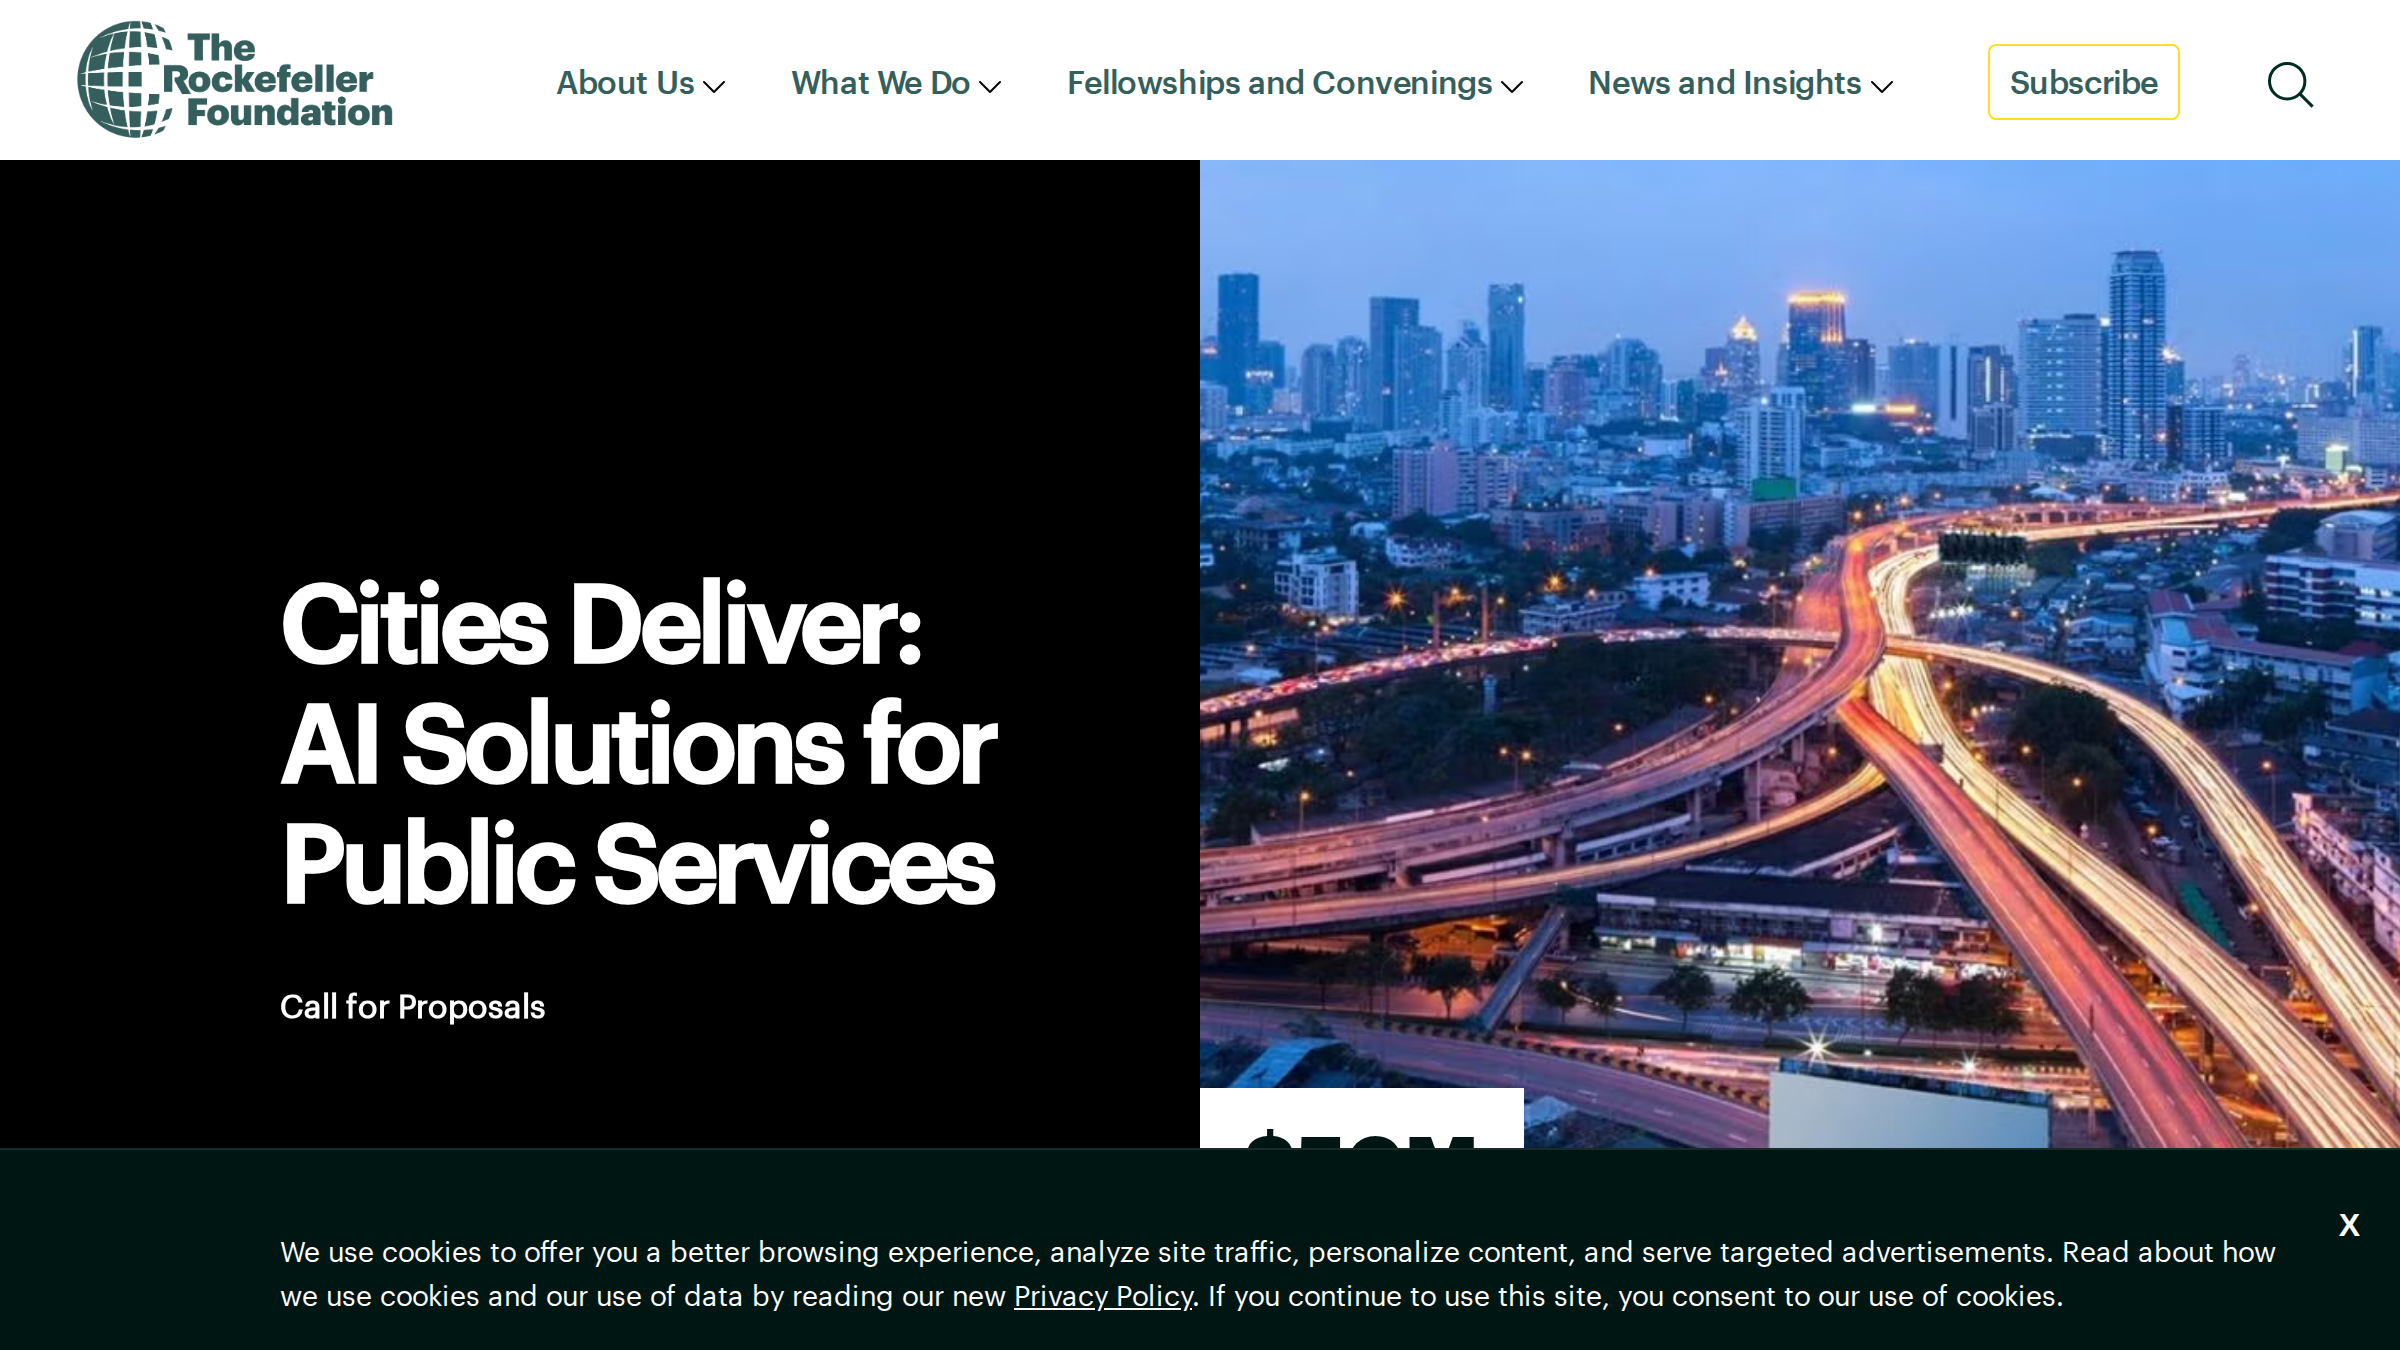 The
Rockefeller
Foundation
About Us
What We Do
Fellowships and Convenings
News and Insights
Subscribe
Cities Deliver:
AI Solutions for
Public Services
Call for Proposals
X
We use cookies to offer you a better browsing experience, analyze site traffic, personalize content, and serve targeted advertisements. Read about how
we use cookies and our use of data by reading our new Privacy Policy. If you continue to use this site, you consent to our use of cookies.